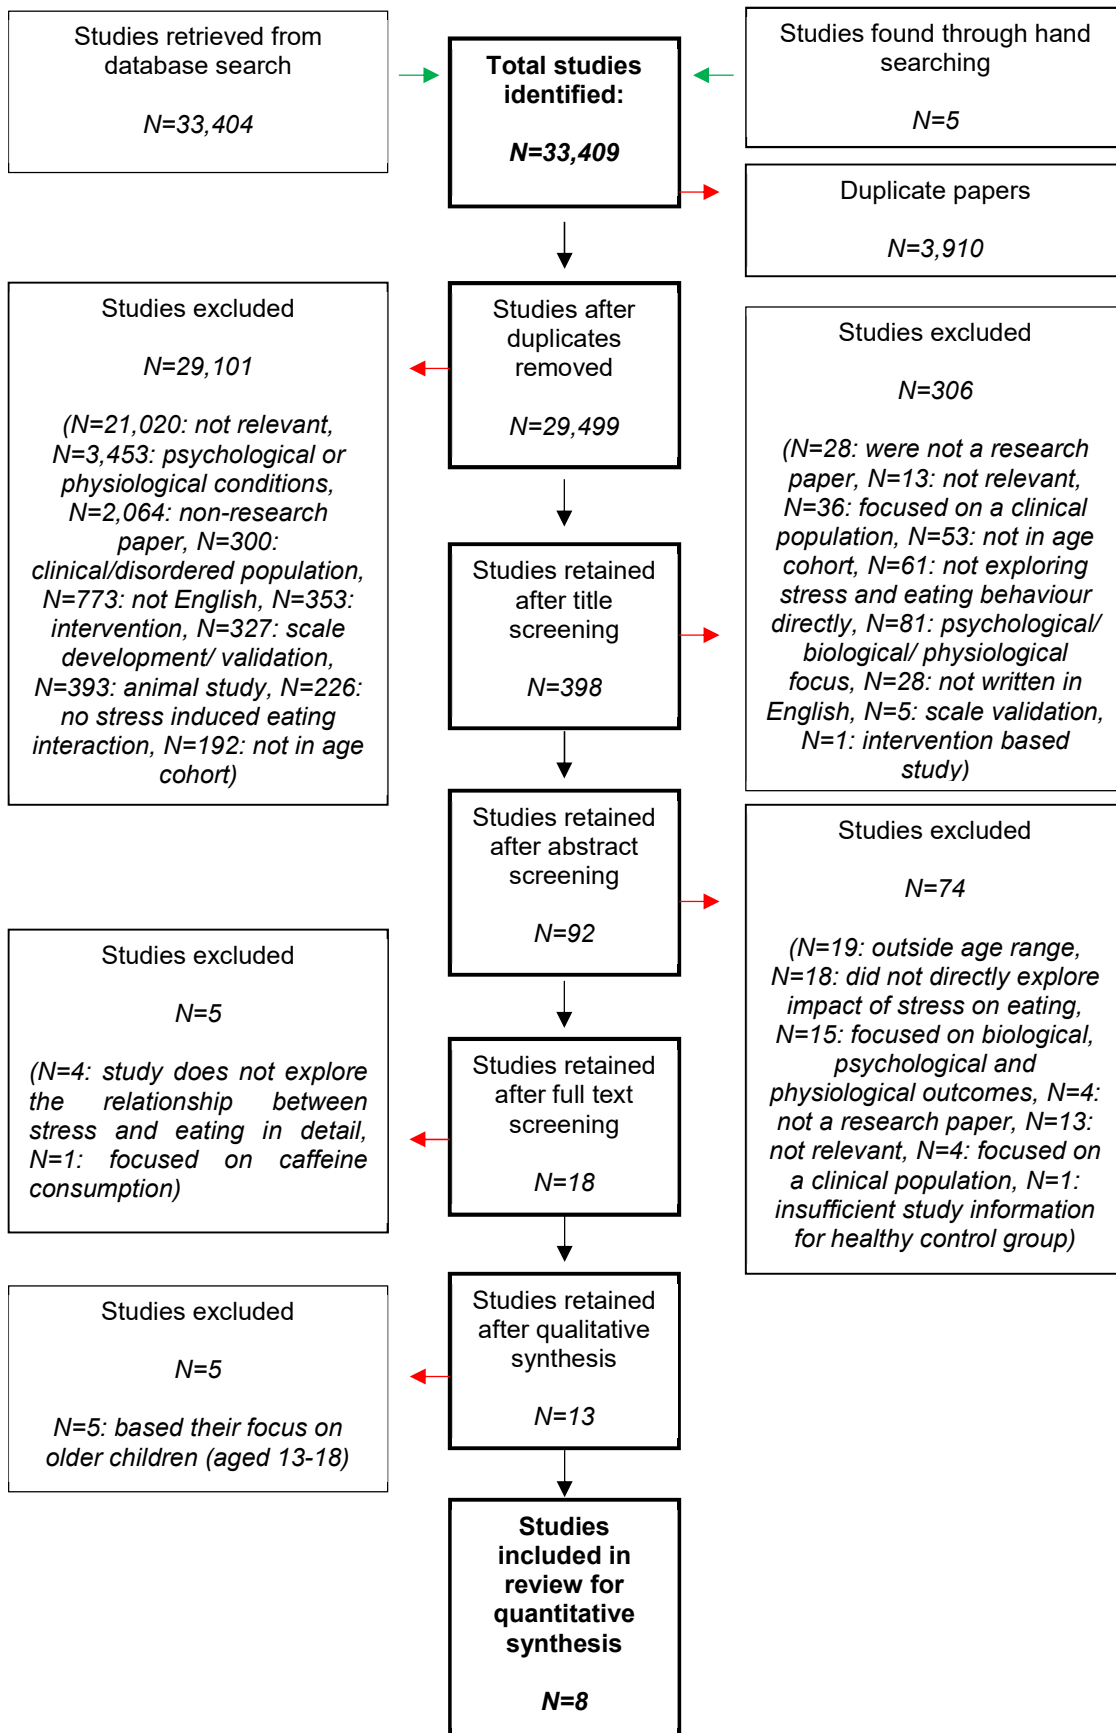 Studies retrieved from
database search
N=33,404
Total studies
identified:
N=33,409
Studies found through hand
searching
N=5
Duplicate papers
N=3,910
Studies excluded
N=29,101
(N=21,020: not relevant,
N=3,453: psychological or
physiological conditions,
N=2,064: non-research
paper, N=300:
clinical/disordered population,
N=773: not English, N=353:
intervention, N=327: scale
development/ validation,
N=393: animal study, N=226:
no stress induced eating
interaction, N=192: not in age
cohort)
Studies after
duplicates
removed
N=29,499
Studies excluded
N=306
(N=28: were not a research
paper, N=13: not relevant,
N=36: focused on a clinical
population, N=53: not in age
cohort, N=61: not exploring
stress and eating behaviour
directly, N=81: psychological/
biological/ physiological
focus, N=28: not written in
English, N=5: scale validation,
N=1: intervention based
study)
Studies retained
after title
screening
N=398
Studies retained
after abstract
screening
N=92
Studies excluded
N=74
(N=19: outside age range,
N=18: did not directly explore
impact of stress on eating,
N=15: focused on biological,
psychological and
physiological outcomes, N=4:
not a research paper, N=13:
not relevant, N=4: focused on
a clinical population, N=1:
insufficient study information
for healthy control group)
Studies excluded
N=5
(N=4: study does not explore
the relationship between
stress and eating in detail,
N=1: focused on caffeine
consumption)
Studies retained
after full text
screening
N=18
Studies excluded
N=5
N=5: based their focus on
older children (aged 13-18)
Studies retained
after qualitative
synthesis
N=13
Studies
included in
review for
quantitative
synthesis
N=8